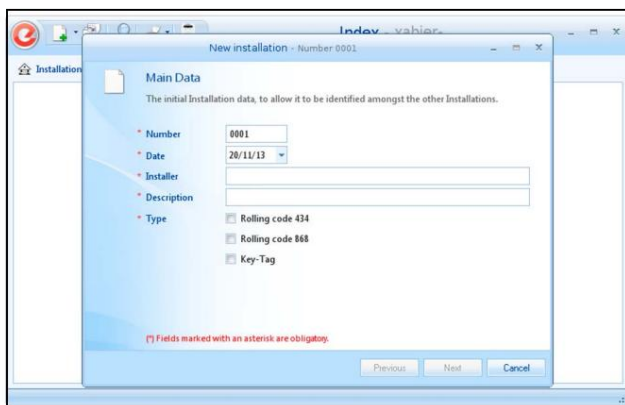 Index - vahier-
New installation - Number 0001
Installation
Main Data
The initial Installation data, to allow it to be identified amongst the other Installations.
* Number 0001
* Date 20/11/13
* Installer
* Description
* Type Rolling code 434
Rolling code 868
Key-Tag
(*) Fields marked with an asterisk are obligatory.
Previous Next Cancel